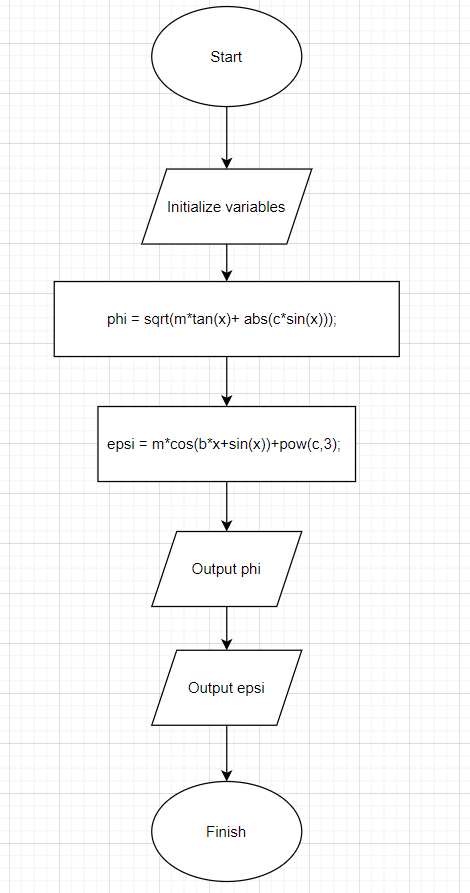 Start
Initialize variables
phi = sqrt(m*tan(x)+ abs(c*sin(x)));
epsi = m*cos(b*x+sin(x))+pow(c,3);
Output phi
Output epsi
Finish